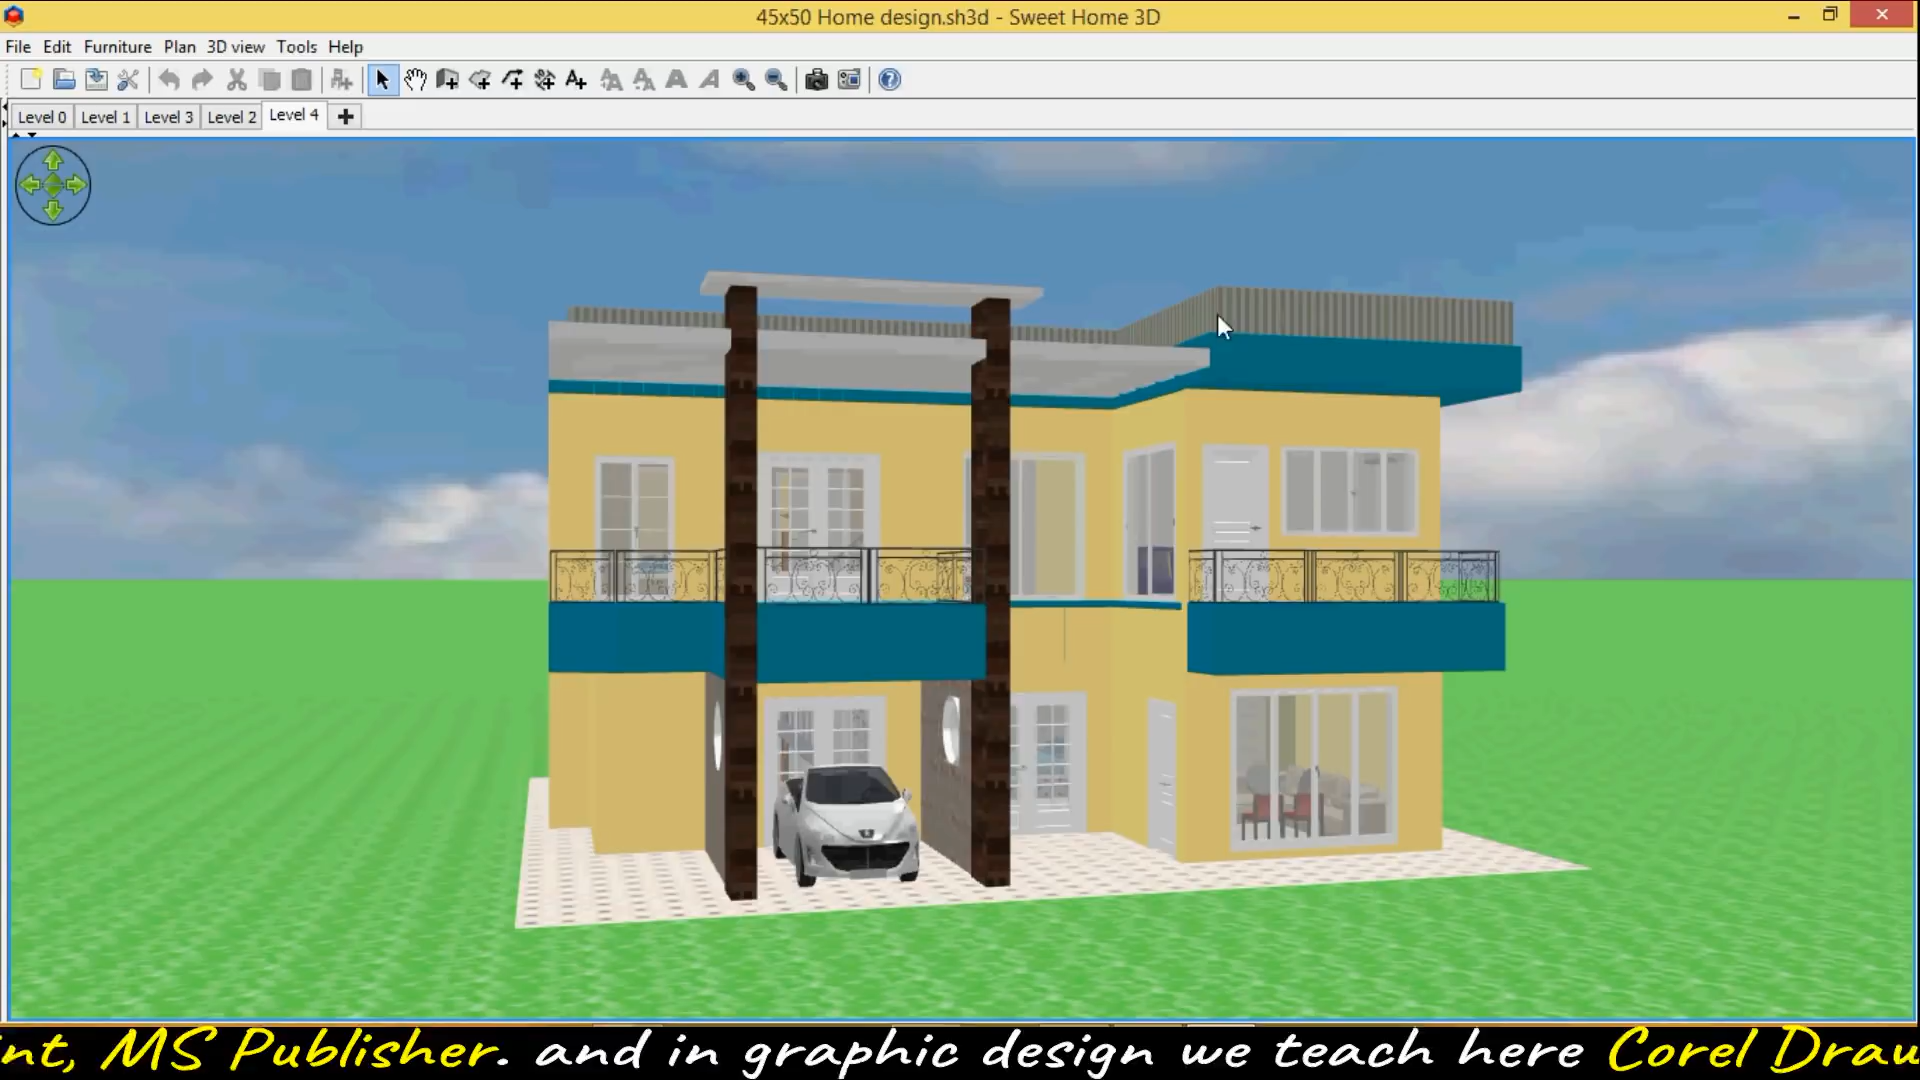 45x50 Home design.sh3d - Sweet Home 3D
File Edit Furniture Plan 3D view Tools Help
Level 0 Level 1 Level 3 Level 2 Level 4
int, MS Publisher. and in graphic design we teach here Corel Draw